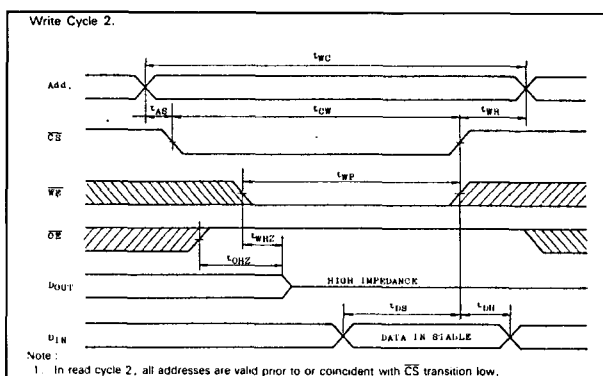 Write Cycle 2.
tWC
Add.
tAS
tCW
tWR
CS
tWP
WE
OE
tWHZ
tOHZ
DOUT
HIGH IMPEDANCE
tDS
tDH
DIN
DATA IN STABLE
Note :
1. In read cycle 2, all addresses are valid prior to or coincident with CS transition low.